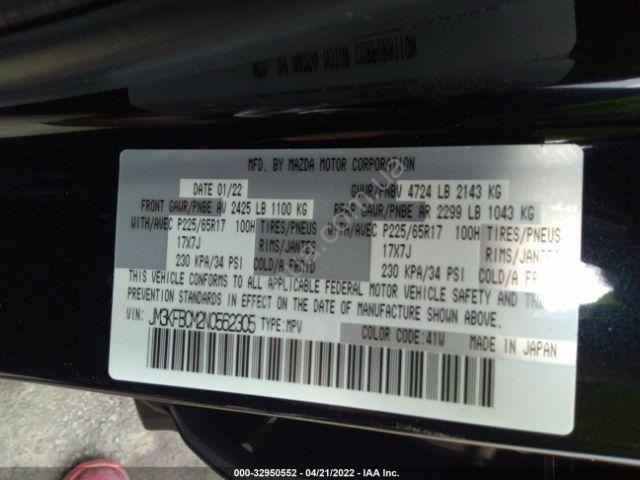 MFD. BY MAZDA MOTOR CORPORATION
DATE 01/22 GVWR/PNBV 4724 LB 2143 KG
FRONT GAWR/PNBE AV 2425 LB 1100 KG REAR GAWR/PNBE AR 2299 LB 1043 KG
WITH/AVEC P225/65R17 100H TIRES/PNEUS WITH/AVEC P225/65R17 100H TIRES/PNEUS
17X7J RIMS/JANTES 17X7J RIMS/JANTES
230 KPA/34 PSI COLD/A FROID 230 KPA/34 PSI COLD/A FROID
THIS VEHICLE CONFORMS TO ALL APPLICABLE FEDERAL MOTOR VEHICLE SAFETY AND THEFT
PREVENTION STANDARDS IN EFFECT ON THE DATE OF MANUFACTURE SHOWN ABOVE.
VIN: JM3KFBCM2N0562305 TYPE:MPV COLOR CODE:41W MADE IN JAPAN
000-32950552 - 04/21/2022 - IAA Inc.